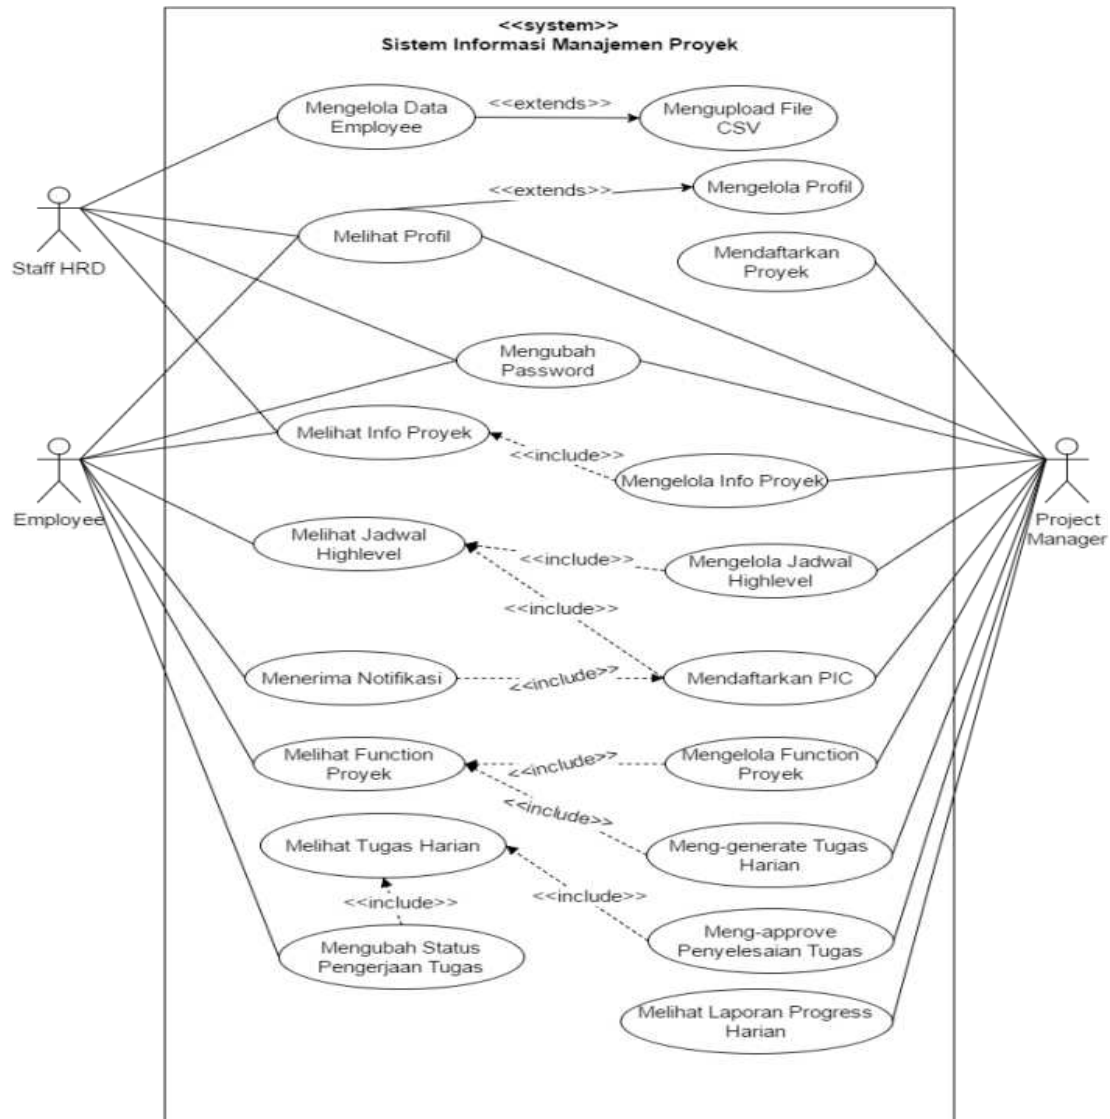 <<system>>
Sistem Informasi Manajemen Proyek
Mengelola Data
Employee
<<extends>>
Mengupload File
CSV
<<extends>>
Mengelola Profil
Melihat Profil
Staff HRD
Mendaftarkan
Proyek
Mengubah
Password
Melihat Info Proyek
<<include>>
Mengelola Info Proyek
Employee
Project
Manager
Melihat Jadwal
Highlevel
<<include>>
Mengelola Jadwal
Highlevel
<<include>>
Menerima Notifikasi
<<include>>
Mendaftarkan PIC
Melihat Function
Proyek
<<include>>
Mengelola Function
Proyek
<<include>>
Melihat Tugas Harian
Meng-generate Tugas
Harian
<<include>>
<<include>>
Mengubah Status
Pengerjaan Tugas
Meng-approve
Penyelesaian Tugas
Melihat Laporan Progress
Harian